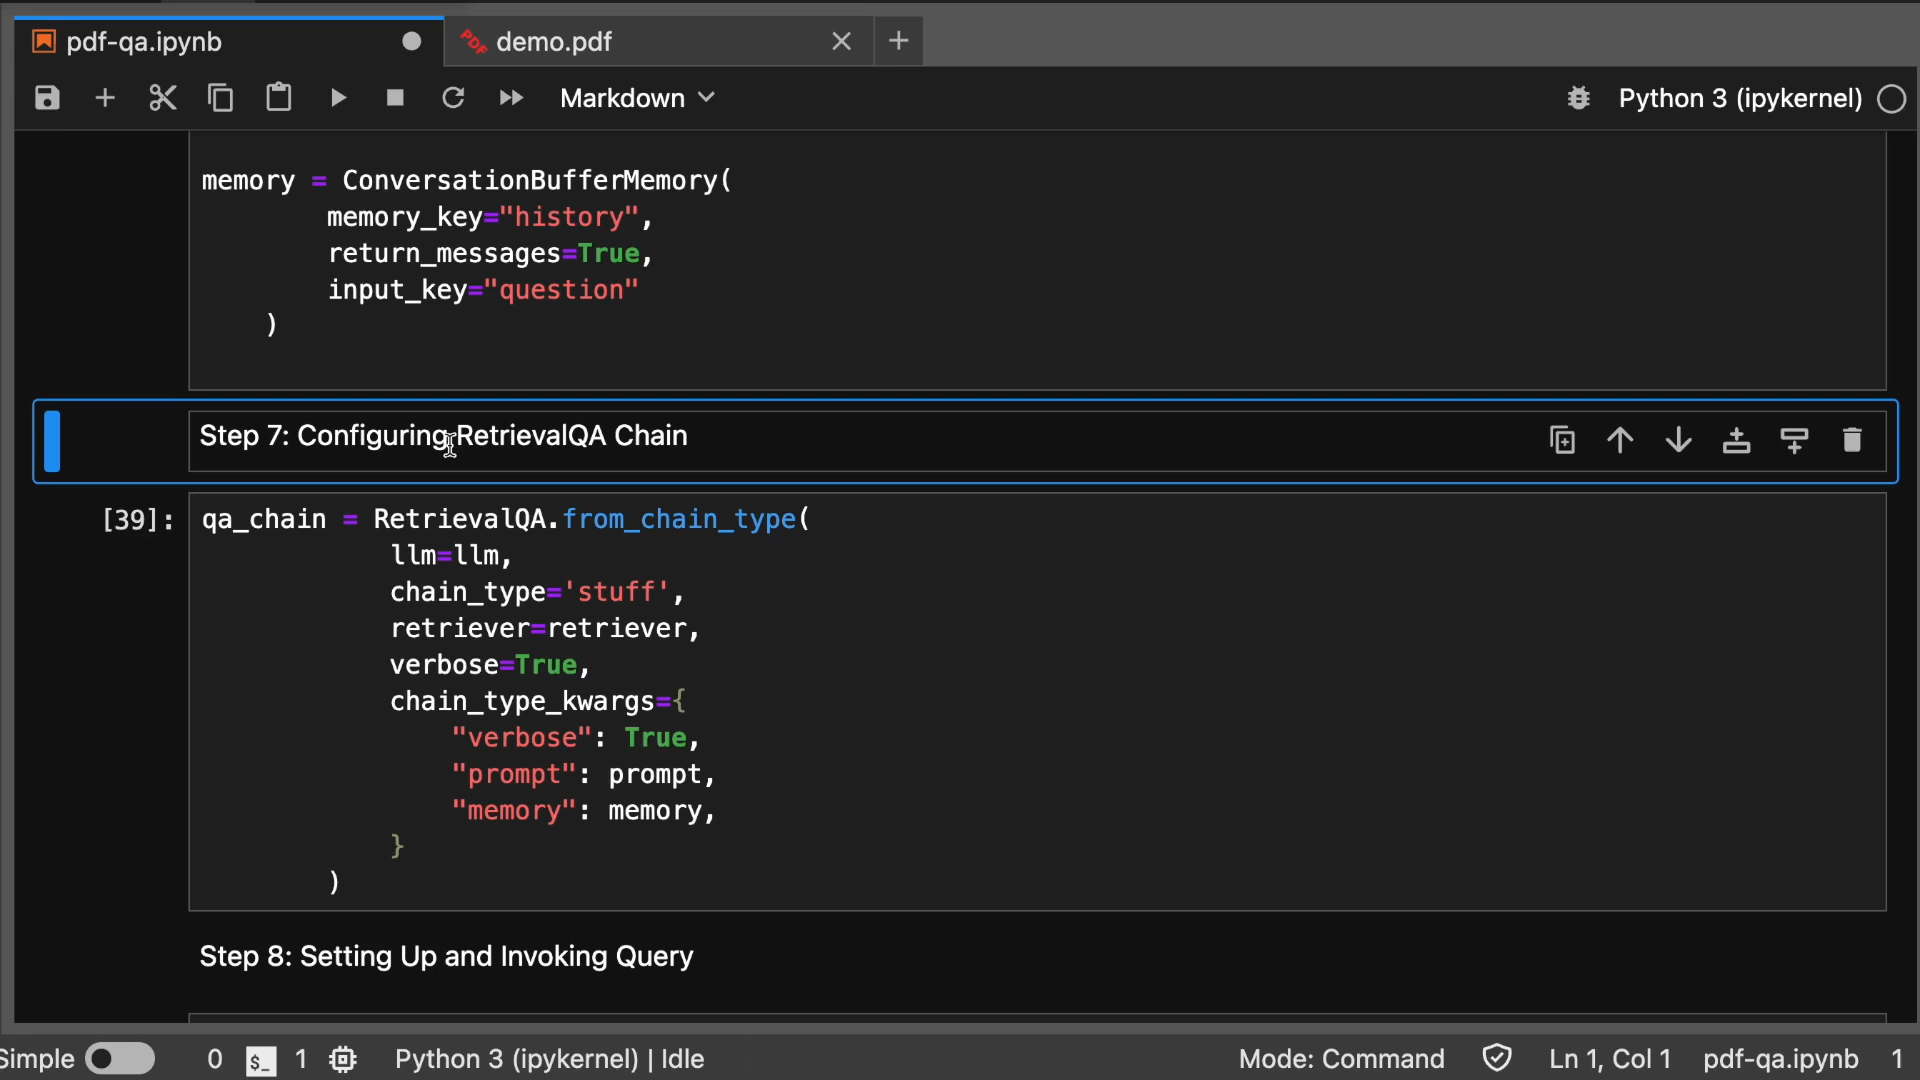 pdf-qa.ipynb
PDF demo.pdf
Markdown
Python 3 (ipykernel)
memory = ConversationBufferMemory(
memory_key="history",
return_messages=True,
input_key="question"
)
Step 7: Configuring RetrievalQA Chain
[39]: qa_chain = RetrievalQA.from_chain_type(
llm=llm,
chain_type='stuff',
retriever=retriever,
verbose=True,
chain_type_kwargs={
"verbose": True,
"prompt": prompt,
"memory": memory,
}
)
Step 8: Setting Up and Invoking Query
Simple 0 $_ 1 Python 3 (ipykernel) | Idle Mode: Command Ln 1, Col 1 pdf-qa.ipynb 1